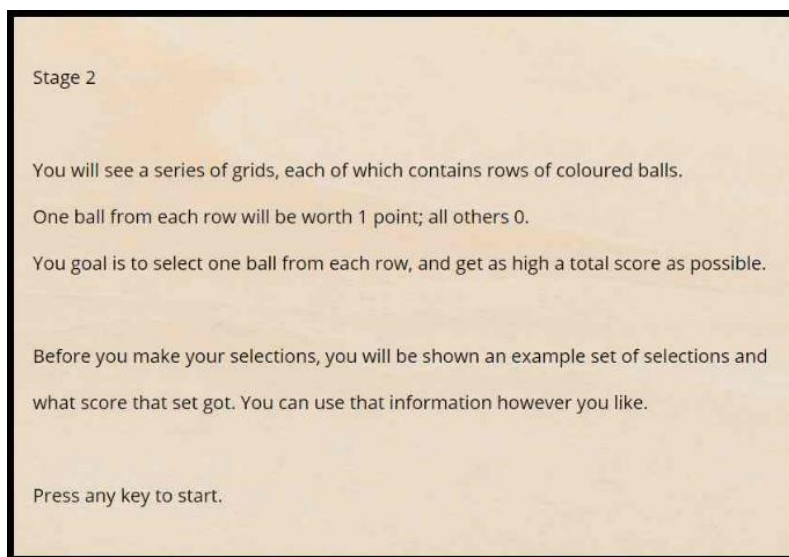 Stage 2
You will see a series of grids, each of which contains rows of coloured balls.
One ball from each row will be worth 1 point; all others 0.
You goal is to select one ball from each row, and get as high a total score as possible.
Before you make your selections, you will be shown an example set of selections and
what score that set got. You can use that information however you like.
Press any key to start.